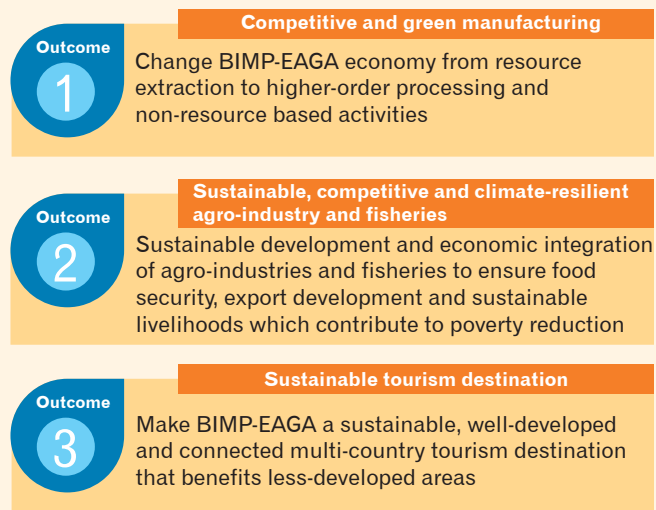 Competitive and green manufacturing
Outcome
1
Change BIMP-EAGA economy from resource
extraction to higher-order processing and
non-resource based activities
Sustainable, competitive and climate-resilient
agro-industry and fisheries
Outcome
2
Sustainable development and economic integration
of agro-industries and fisheries to ensure food
security, export development and sustainable
livelihoods which contribute to poverty reduction
Sustainable tourism destination
Outcome
3
Make BIMP-EAGA a sustainable, well-developed
and connected multi-country tourism destination
that benefits less-developed areas